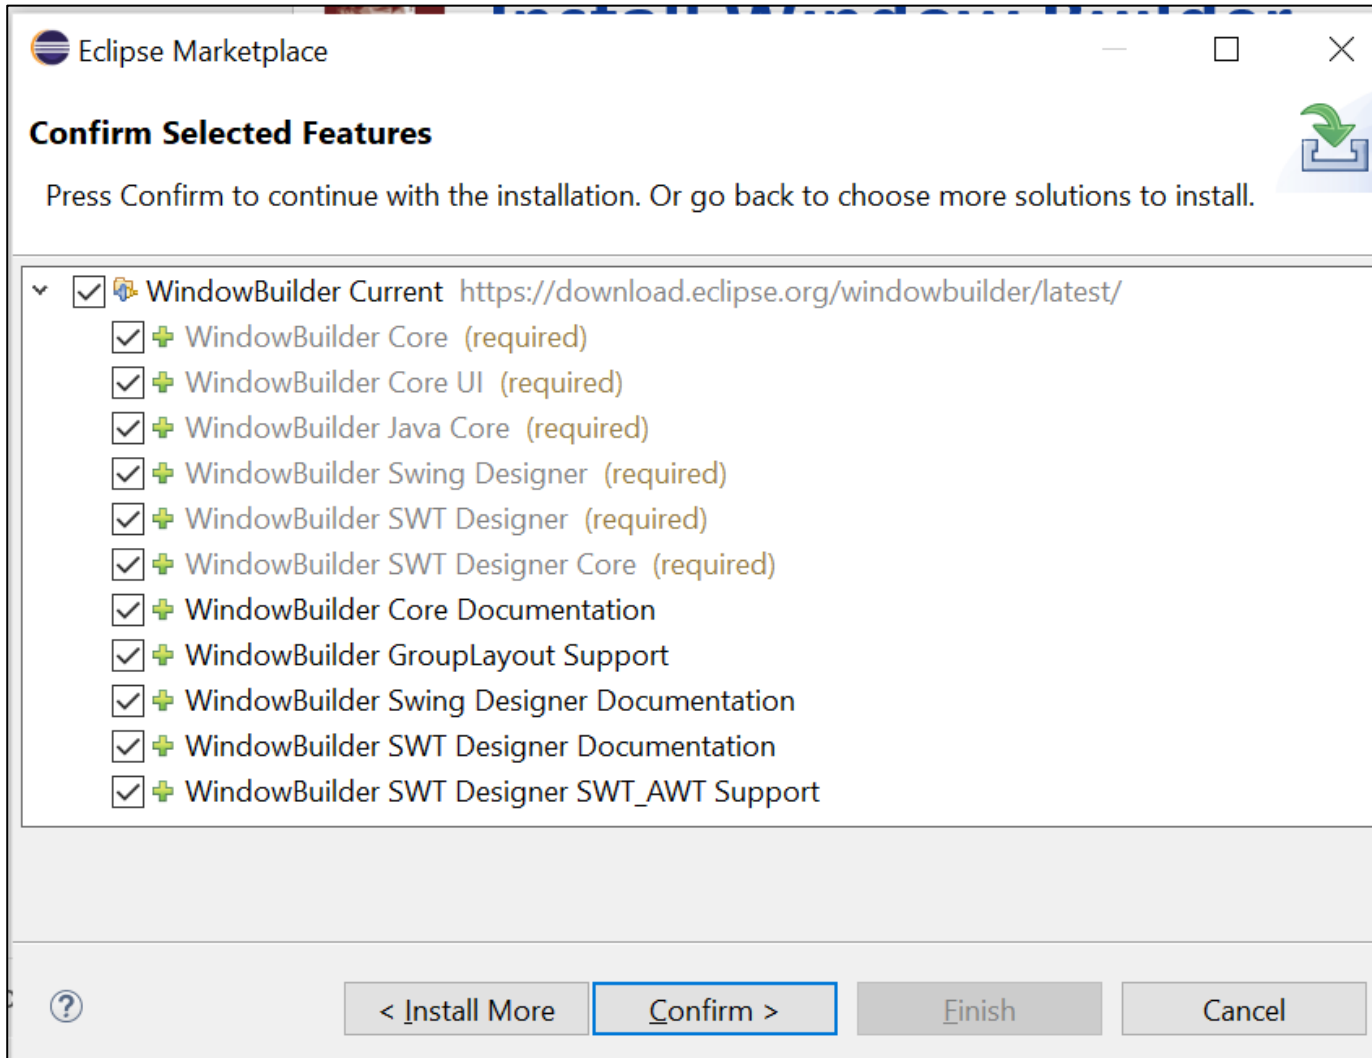 Install Window Builder
Eclipse Marketplace
Confirm Selected Features
Press Confirm to continue with the installation. Or go back to choose more solutions to install.
WindowBuilder Current https://download.eclipse.org/windowbuilder/latest/
WindowBuilder Core (required)
WindowBuilder Core UI (required)
WindowBuilder Java Core (required)
WindowBuilder Swing Designer (required)
WindowBuilder SWT Designer (required)
WindowBuilder SWT Designer Core (required)
WindowBuilder Core Documentation
WindowBuilder GroupLayout Support
WindowBuilder Swing Designer Documentation
WindowBuilder SWT Designer Documentation
WindowBuilder SWT Designer SWT_AWT Support
< Install More
Confirm >
Finish
Cancel